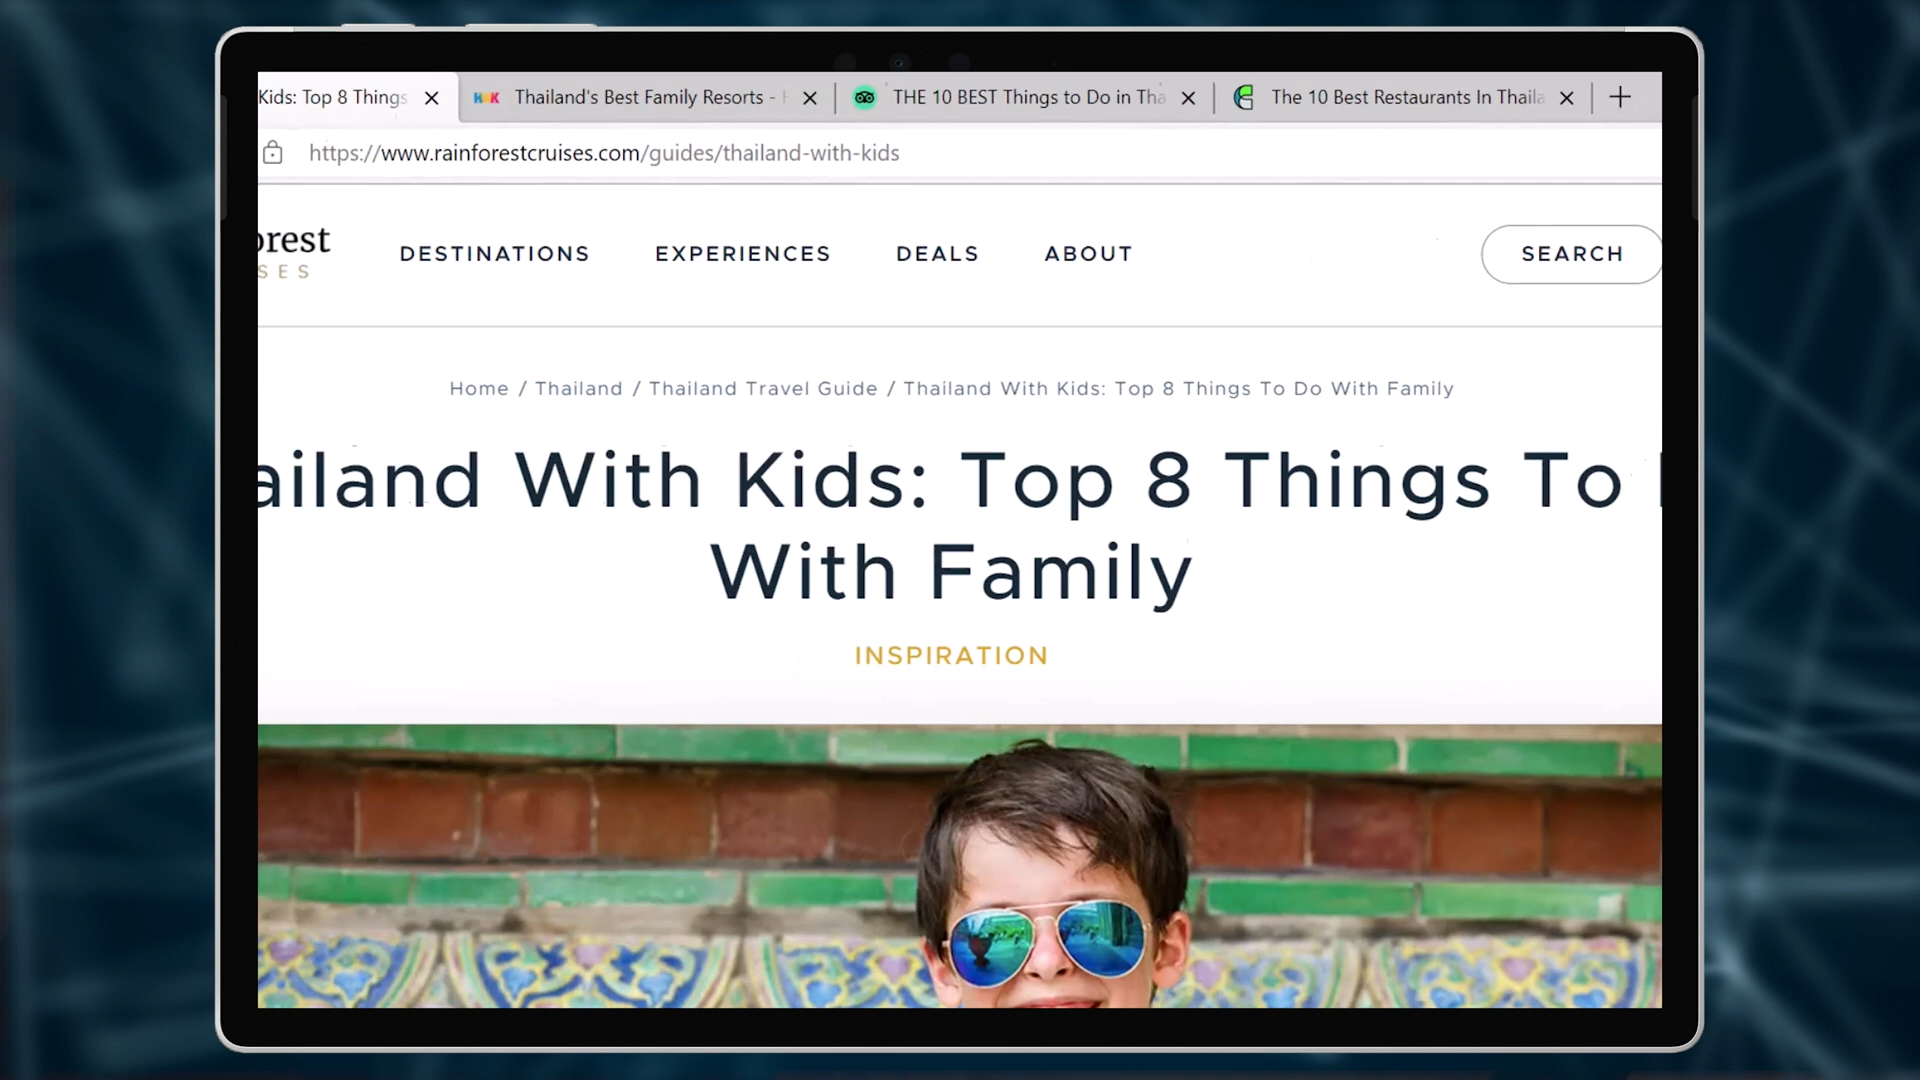 Kids: Top 8 Things
H&K Thailand's Best Family Resorts -
THE 10 BEST Things to Do in Tha
The 10 Best Restaurants In Thaila
https://www.rainforestcruises.com/guides/thailand-with-kids
orest
SES
DESTINATIONS EXPERIENCES DEALS ABOUT
SEARCH
Home / Thailand / Thailand Travel Guide / Thailand With Kids: Top 8 Things To Do With Family
ailand With Kids: Top 8 Things To
With Family
INSPIRATION